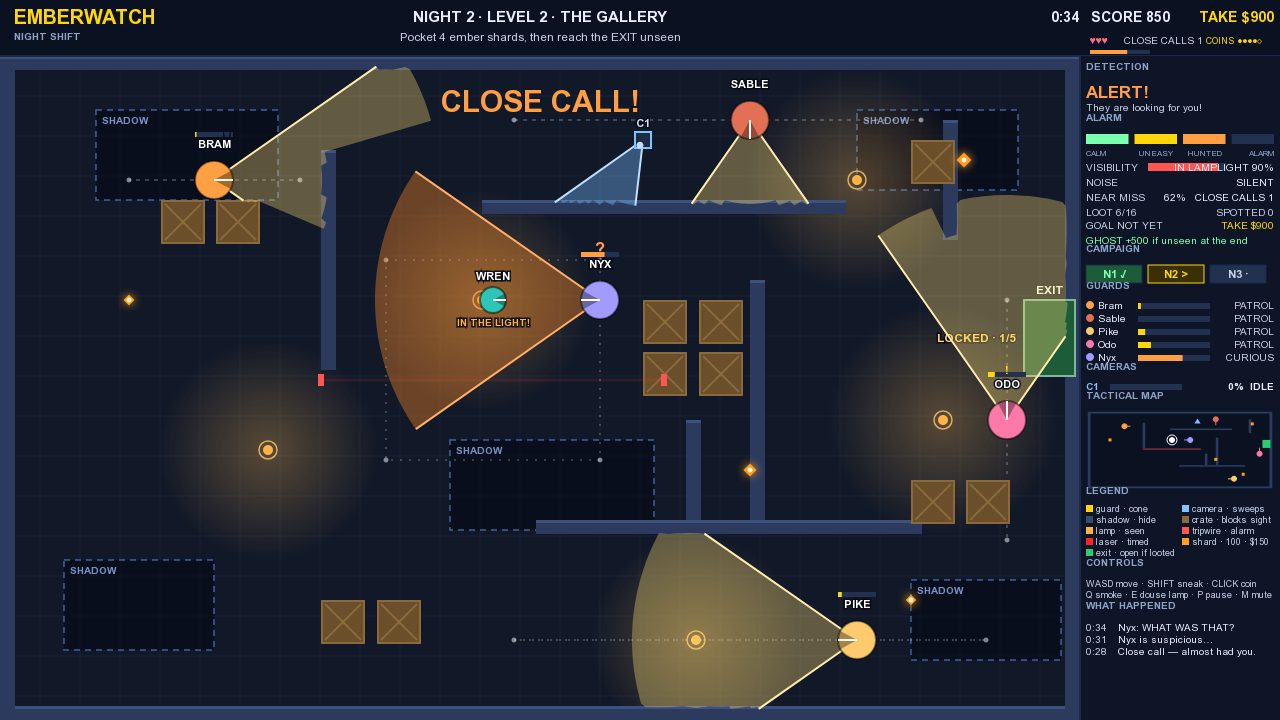 EMBERWATCH
NIGHT SHIFT
NIGHT 2 · LEVEL 2 · THE GALLERY
Pocket 4 ember shards, then reach the EXIT unseen
0:34 SCORE 850 TAKE $900
♥♥♥ CLOSE CALLS 1 COINS ●●●●○
CLOSE CALL!
SHADOW
BRAM
C1
SABLE
SHADOW
?
NYX
WREN
IN THE LIGHT!
EXIT
LOCKED · 1/5
!
ODO
SHADOW
SHADOW
PIKE
SHADOW
DETECTION
ALERT!
They are looking for you!
ALARM
CALM UNEASY HUNTED ALARM
VISIBILITY IN LAMPLIGHT 90%
NOISE SILENT
NEAR MISS 62% CLOSE CALLS 1
LOOT 6/16 SPOTTED 0
GOAL NOT YET TAKE $900
GHOST +500 if unseen at the end
CAMPAIGN
N1 ✓ N2 > N3 ·
GUARDS
Bram PATROL
Sable PATROL
Pike PATROL
Odo PATROL
Nyx CURIOUS
CAMERAS
C1 0% IDLE
TACTICAL MAP
LEGEND
guard · cone camera · sweeps
shadow · hide crate · blocks sight
lamp · seen tripwire · alarm
laser · timed shard · 100 · $150
exit · open if looted
CONTROLS
WASD move · SHIFT sneak · CLICK coin
Q smoke · E douse lamp · P pause · M mute
WHAT HAPPENED
0:34 Nyx: WHAT WAS THAT?
0:31 Nyx is suspicious...
0:28 Close call — almost had you.